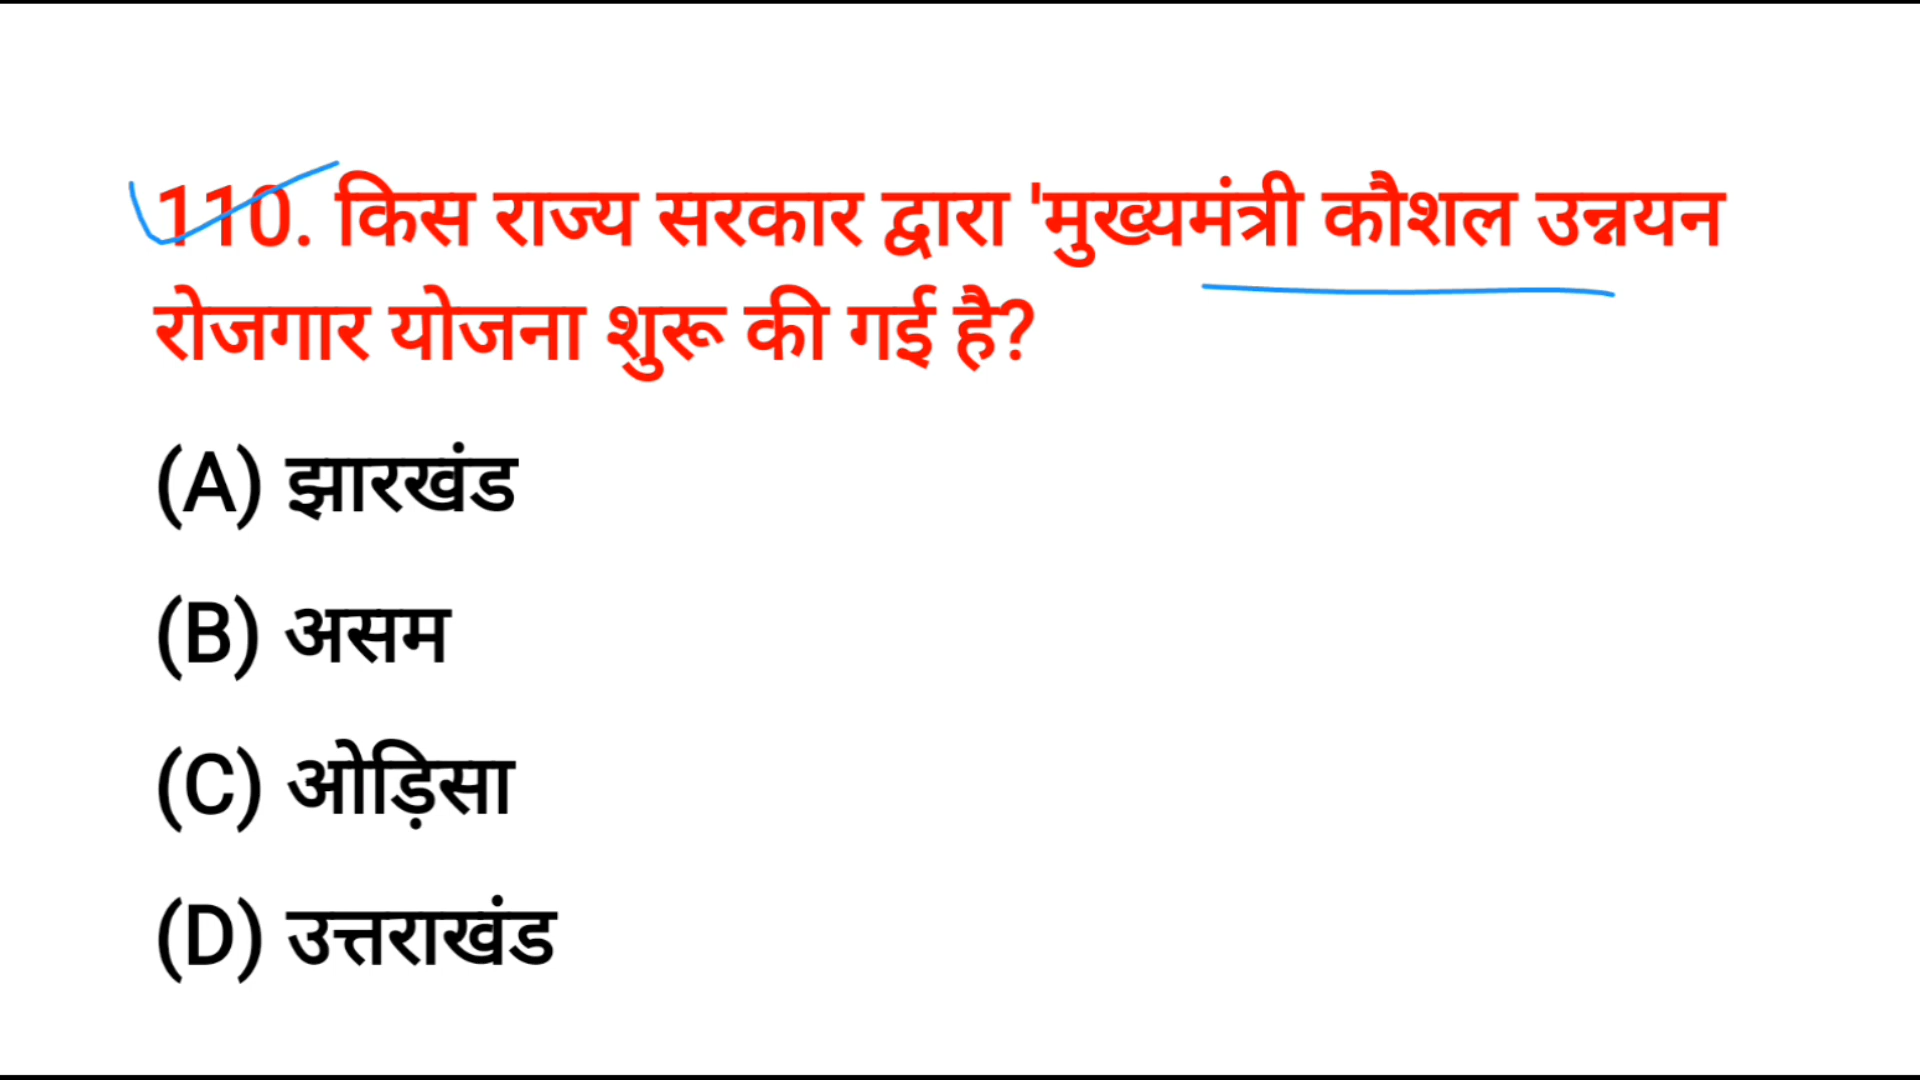 110. किस राज्य सरकार द्वारा 'मुख्यमंत्री कौशल उन्नयन
रोजगार योजना शुरू की गई है?
(A) झारखंड
(B) असम
(C) ओड़िसा
(D) उत्तराखंड